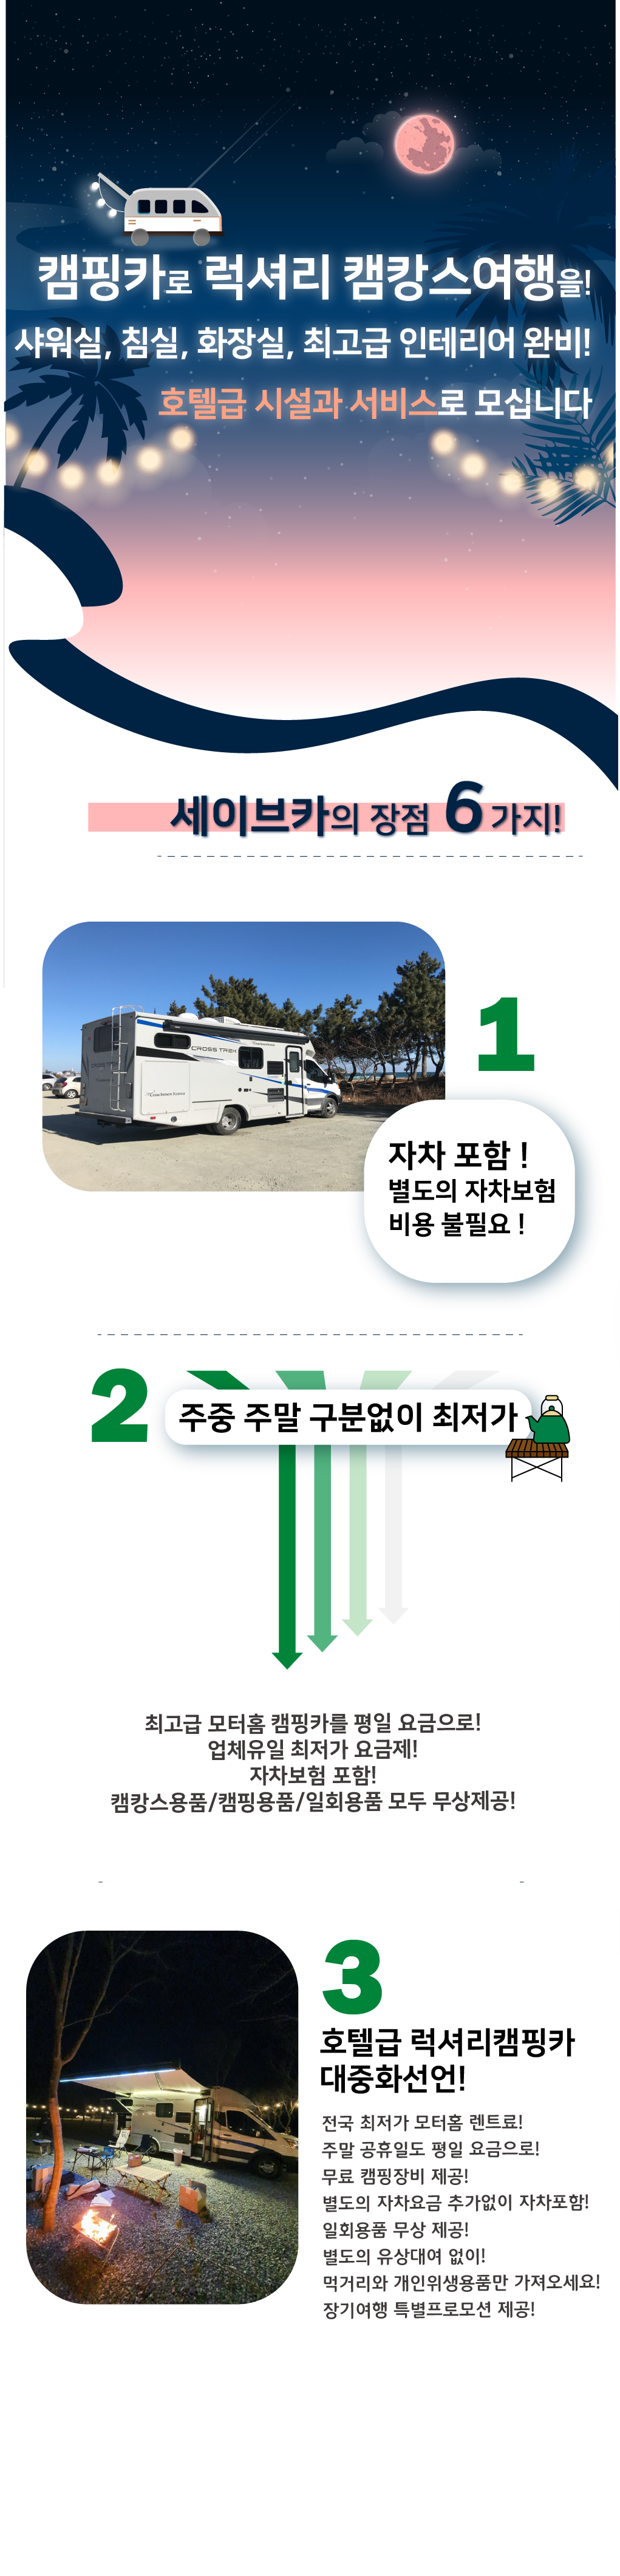 캠핑카로 럭셔리 캠캉스여행을!
샤워실, 침실, 화장실, 최고급 인테리어 완비!
호텔급 시설과 서비스로 모십니다
세이브카의 장점 6 가지!
CROSS TREK
1
자차 포함 !
별도의 자차보험
비용 불필요 !
2
주중 주말 구분없이 최저가
최고급 모터홈 캠핑카를 평일 요금으로!
업체유일 최저가 요금제!
자차보험 포함!
캠캉스용품/캠핑용품/일회용품 모두 무상제공!
3
호텔급 럭셔리캠핑카
대중화선언!
전국 최저가 모터홈 렌트료!
주말 공휴일도 평일 요금으로!
무료 캠핑장비 제공!
별도의 자차요금 추가없이 자차포함!
일회용품 무상 제공!
별도의 유상대여 없이!
먹거리와 개인위생용품만 가져오세요!
장기여행 특별프로모션 제공!